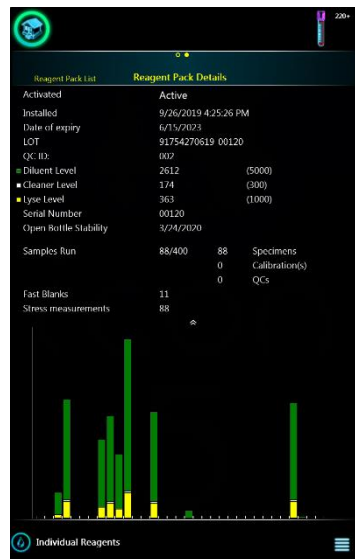 220+
Reagent Pack List Reagent Pack Details
Activated Active
Installed 9/26/2019 4:25:26 PM
Date of expiry 6/15/2023
LOT 91754270619 00120
QC ID: 002
Diluent Level 2612 (5000)
Cleaner Level 174 (300)
Lyse Level 363 (1000)
Serial Number 00120
Open Bottle Stability 3/24/2020
Samples Run 88/400 88 Specimens
0 Calibration(s)
0 QCs
Fast Blanks 11
Stress measurements 88
Individual Reagents